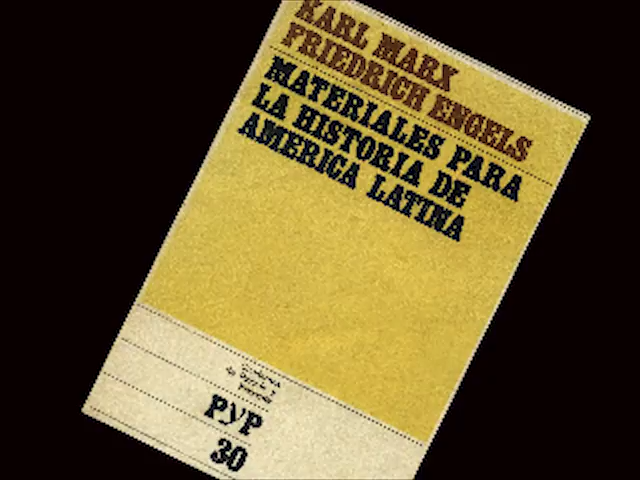 KARL MARX
FRIEDRICH ENGELS
MATERIALES PARA
LA HISTORIA DE
AMERICA LATINA
PYP
30